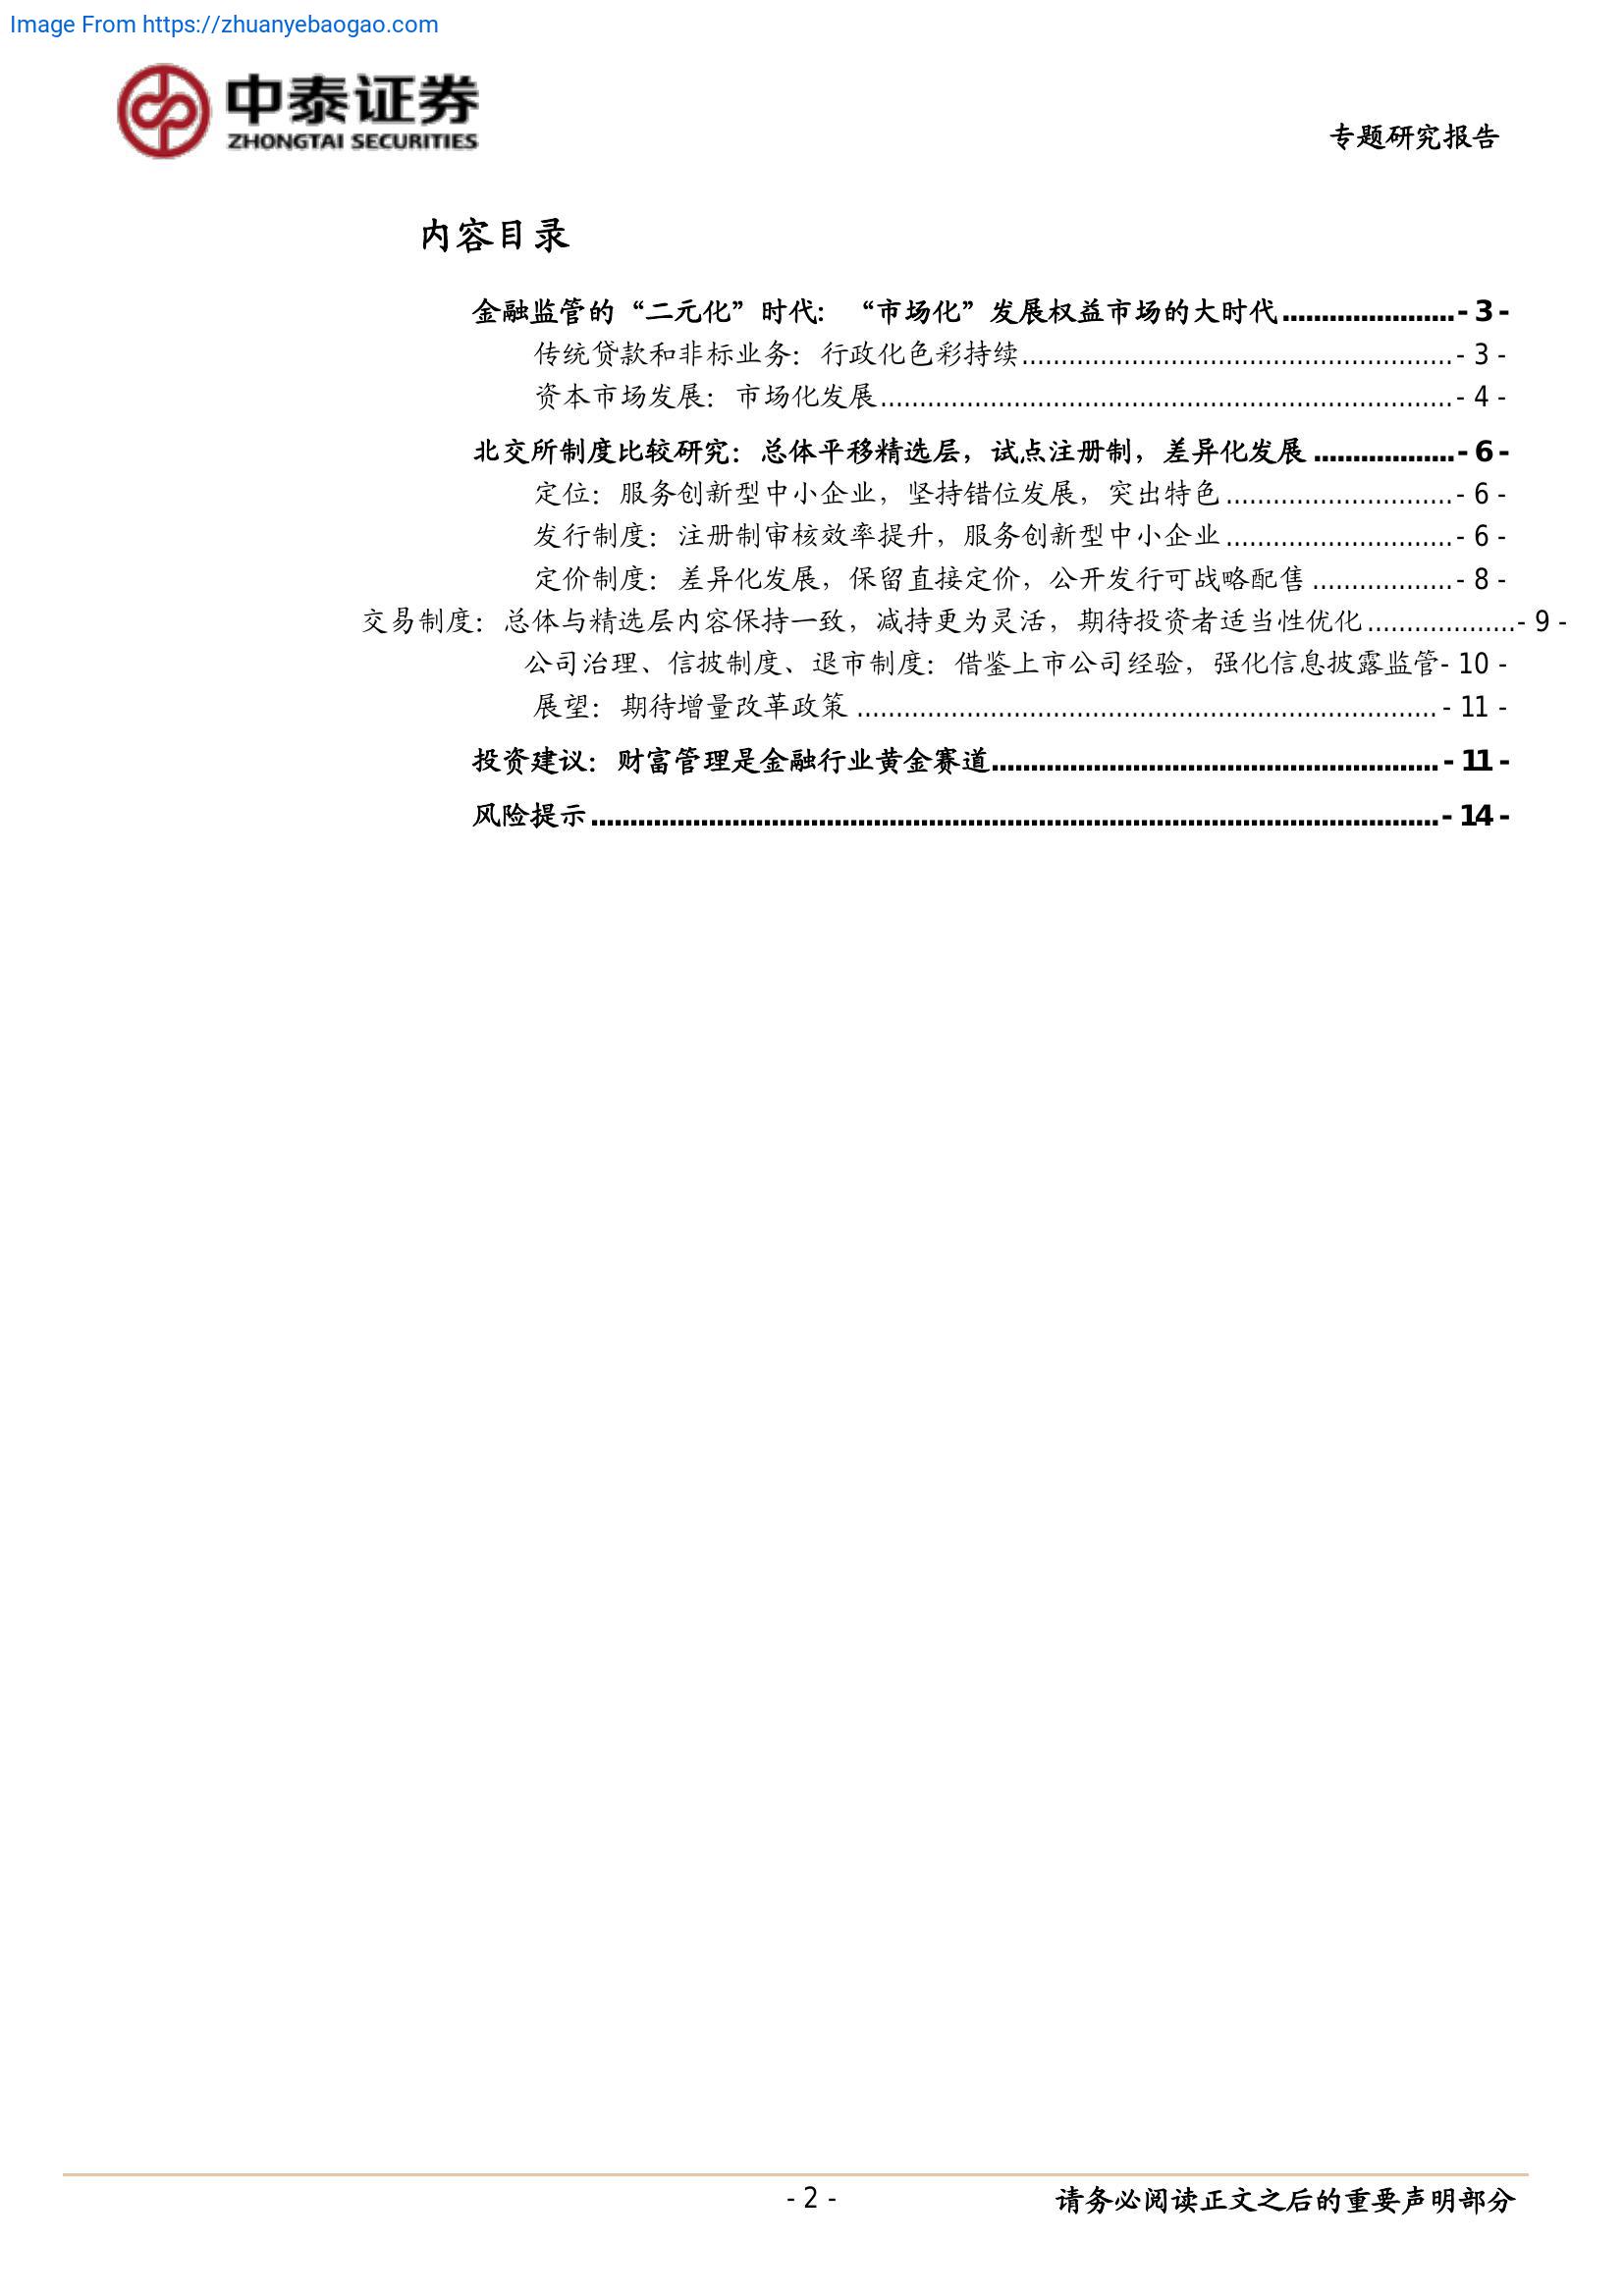 Image From https://zhuanyebaogao.com
中泰证券
ZHONGTAI SECURITIES
专题研究报告
内容目录
金融监管的“二元化”时代：“市场化”发展权益市场的大时代......................- 3 -
传统贷款和非标业务：行政化色彩持续.......................................................- 3 -
资本市场发展：市场化发展.........................................................................- 4 -
北交所制度比较研究：总体平移精选层，试点注册制，差异化发展..................- 6 -
定位：服务创新型中小企业，坚持错位发展，突出特色.............................- 6 -
发行制度：注册制审核效率提升，服务创新型中小企业.............................- 6 -
定价制度：差异化发展，保留直接定价，公开发行可战略配售..................- 8 -
交易制度：总体与精选层内容保持一致，减持更为灵活，期待投资者适当性优化...................- 9 -
公司治理、信披制度、退市制度：借鉴上市公司经验，强化信息披露监管- 10 -
展望：期待增量改革政策..........................................................................- 11 -
投资建议：财富管理是金融行业黄金赛道.........................................................- 11 -
风险提示............................................................................................................- 14 -
- 2 -
请务必阅读正文之后的重要声明部分